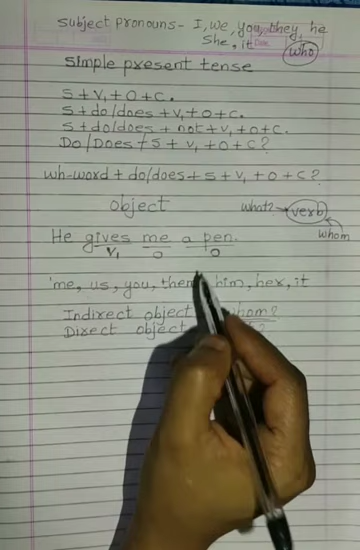 Subject pronouns - I, we, you, they, he
She, it
who
Simple present tense
S + V1 + O + C.
S + do/does + V1 + O + C.
S + do/does + not + V1 + O + C.
Do/Does + S + V1 + O + C?
wh-word + do/does + S + V1 + O + C?
Object
what? → verb
whom
He gives me a pen.
V1 O O
me, us, you, them, him, her, it
Indirect object whom?
Direct object